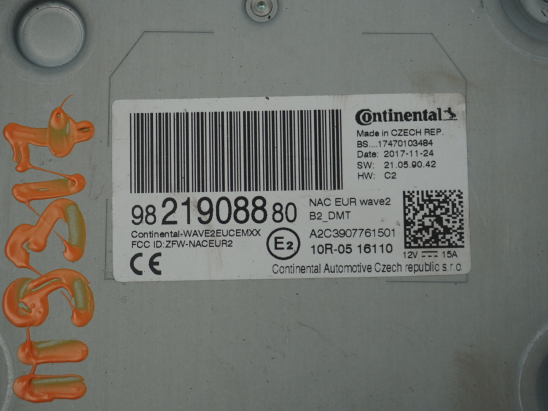 Continental
Made in CZECH REP.
BS....17470103484
Date: 2017-11-24
SW: 21.05.90.42
HW: C2
98 219088 80
NAC EUR wave2
B2_DMT
Continental-WAVE2EUCEMXX
FCC ID:ZFW-NACEUR2
A2C3907761501
E2
10R-05 16110
12V 15A
CE
Continental Automotive Czech republic s.r.o